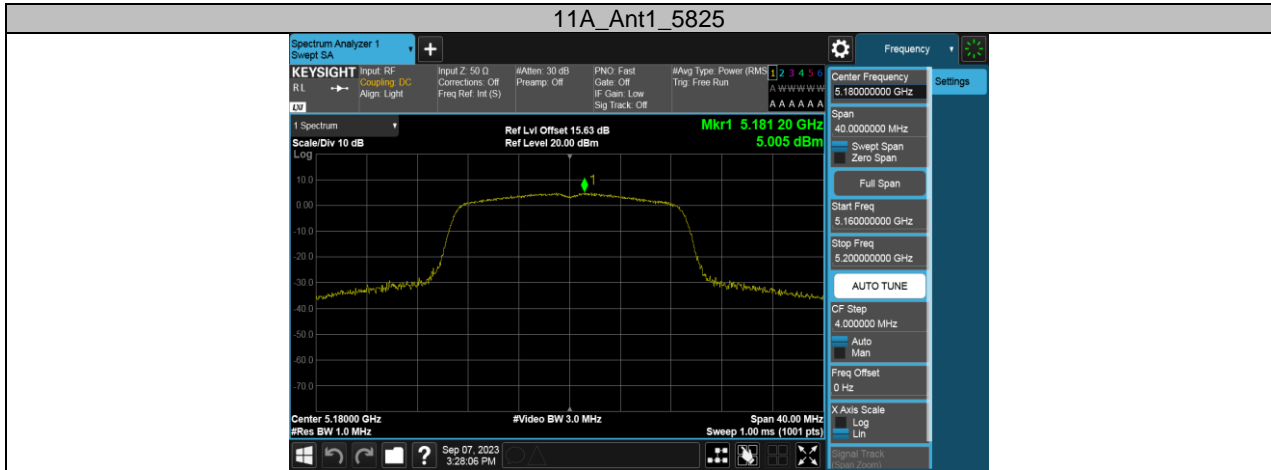 11A_Ant1_5825
Spectrum Analyzer 1
Swept SA
+
Frequency
KEYSIGHT
RL
LXI
Input: RF
Coupling: DC
Align: Light
Input Z: 50 Ω
Corrections: Off
Freq Ref: Int (S)
#Atten: 30 dB
Preamp: Off
PNO: Fast
Gate: Off
IF Gain: Low
Sig Track: Off
#Avg Type: Power (RMS
Trig: Free Run
1 2 3 4 5 6
A W W W W W
A A A A A A
1 Spectrum
Scale/Div 10 dB
Ref Lvl Offset 15.63 dB
Ref Level 20.00 dBm
Mkr1 5.181 20 GHz
5.005 dBm
Log
1
10.0
0.00
-10.0
-20.0
-30.0
-40.0
-50.0
-60.0
-70.0
Center 5.18000 GHz
#Res BW 1.0 MHz
#Video BW 3.0 MHz
Span 40.00 MHz
Sweep 1.00 ms (1001 pts)
Center Frequency
5.180000000 GHz
Settings
Span
40.0000000 MHz
Swept Span
Zero Span
Full Span
Start Freq
5.160000000 GHz
Stop Freq
5.200000000 GHz
AUTO TUNE
CF Step
4.000000 MHz
Auto
Man
Freq Offset
0 Hz
X Axis Scale
Log
Lin
Signal Track
(Span Zoom)
?
Sep 07, 2023
3:28:06 PM